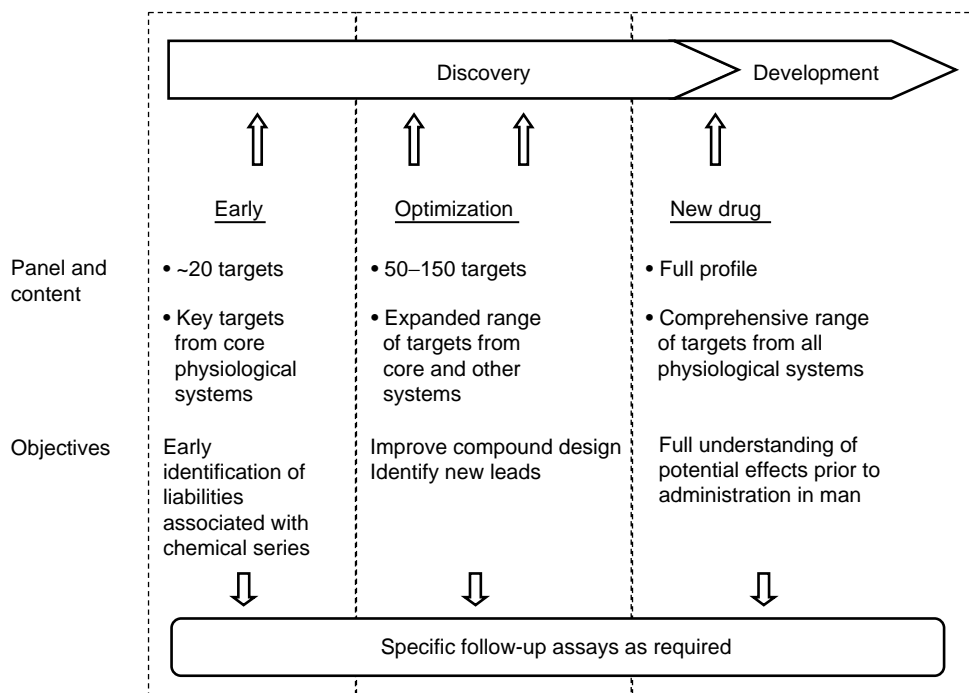 Discovery
Development
Early
Optimization
New drug
Panel and
content
• ~20 targets
• Key targets
from core
physiological
systems
• 50–150 targets
• Expanded range
of targets from
core and other
systems
• Full profile
• Comprehensive range
of targets from all
physiological systems
Objectives
Early
identification of
liabilities
associated with
chemical series
Improve compound design
Identify new leads
Full understanding of
potential effects prior to
administration in man
Specific follow-up assays as required